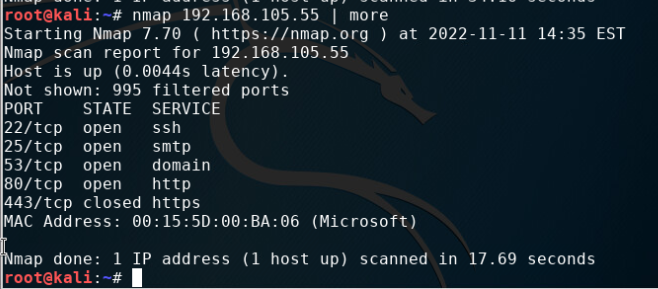 Nmap done: 1 IP address (1 host up) scanned in 34.16 seconds
root@kali:~# nmap 192.168.105.55 | more
Starting Nmap 7.70 ( https://nmap.org ) at 2022-11-11 14:35 EST
Nmap scan report for 192.168.105.55
Host is up (0.0044s latency).
Not shown: 995 filtered ports
PORT    STATE  SERVICE
22/tcp  open   ssh
25/tcp  open   smtp
53/tcp  open   domain
80/tcp  open   http
443/tcp closed https
MAC Address: 00:15:5D:00:BA:06 (Microsoft)
Nmap done: 1 IP address (1 host up) scanned in 17.69 seconds
root@kali:~#